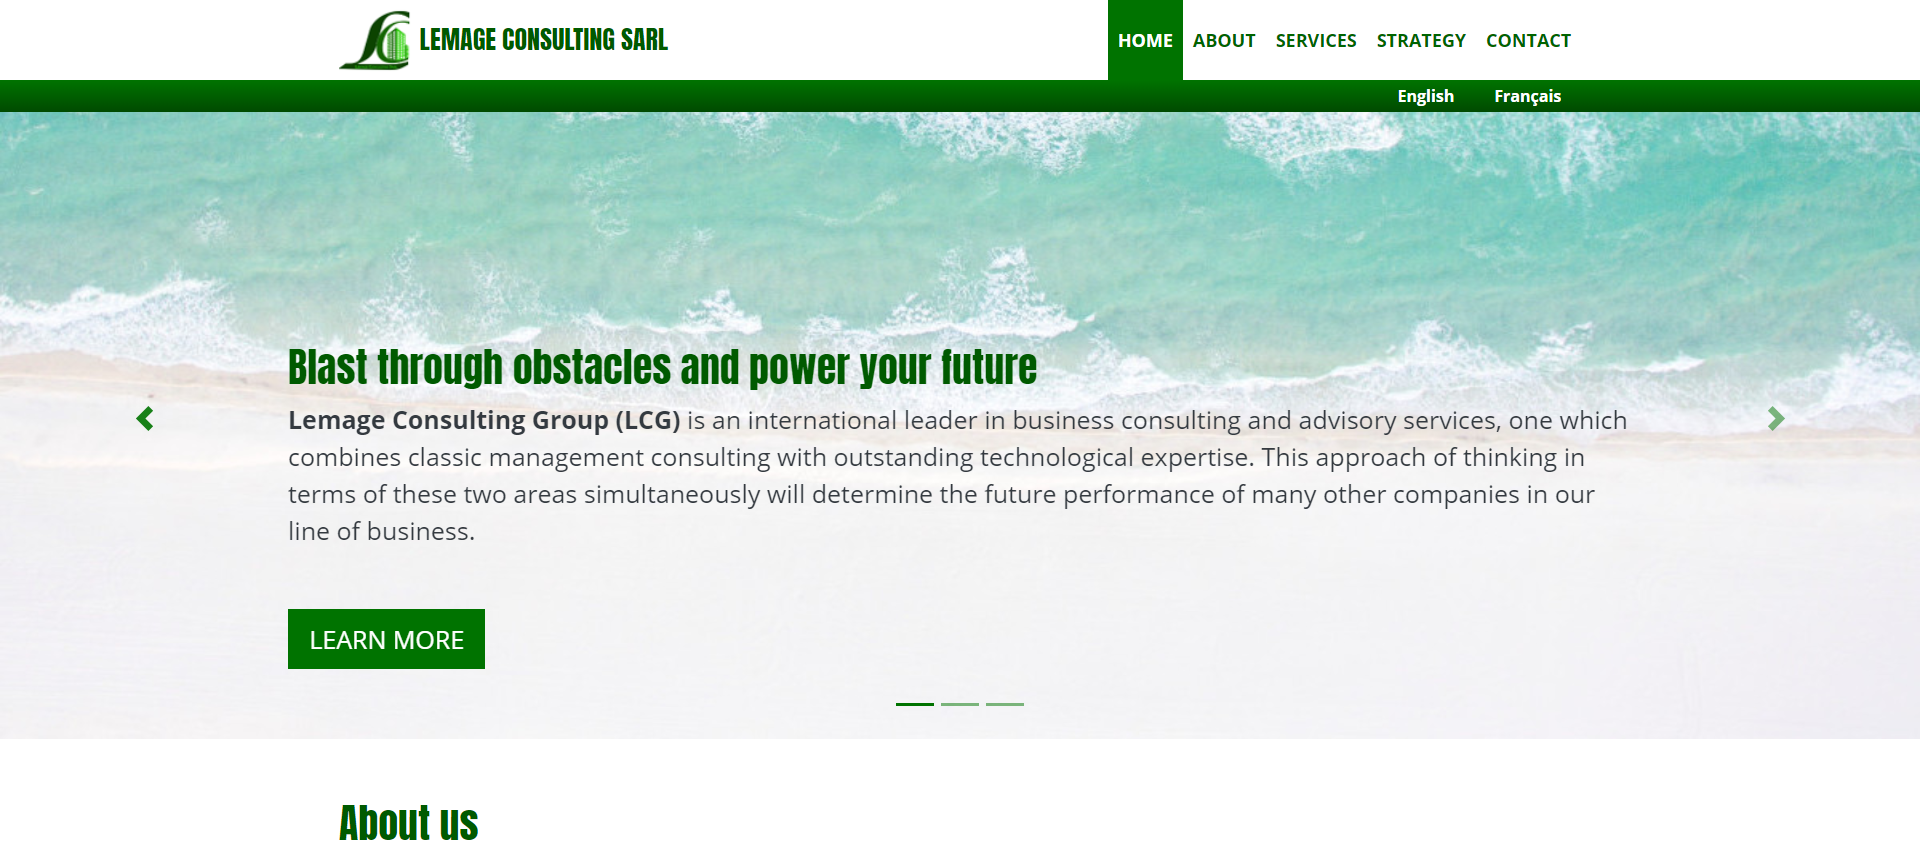 LEMAGE CONSULTING SARL
HOME ABOUT SERVICES STRATEGY CONTACT
English Français
Blast through obstacles and power your future
Lemage Consulting Group (LCG) is an international leader in business consulting and advisory services, one which
combines classic management consulting with outstanding technological expertise. This approach of thinking in
terms of these two areas simultaneously will determine the future performance of many other companies in our
line of business.
LEARN MORE
About us